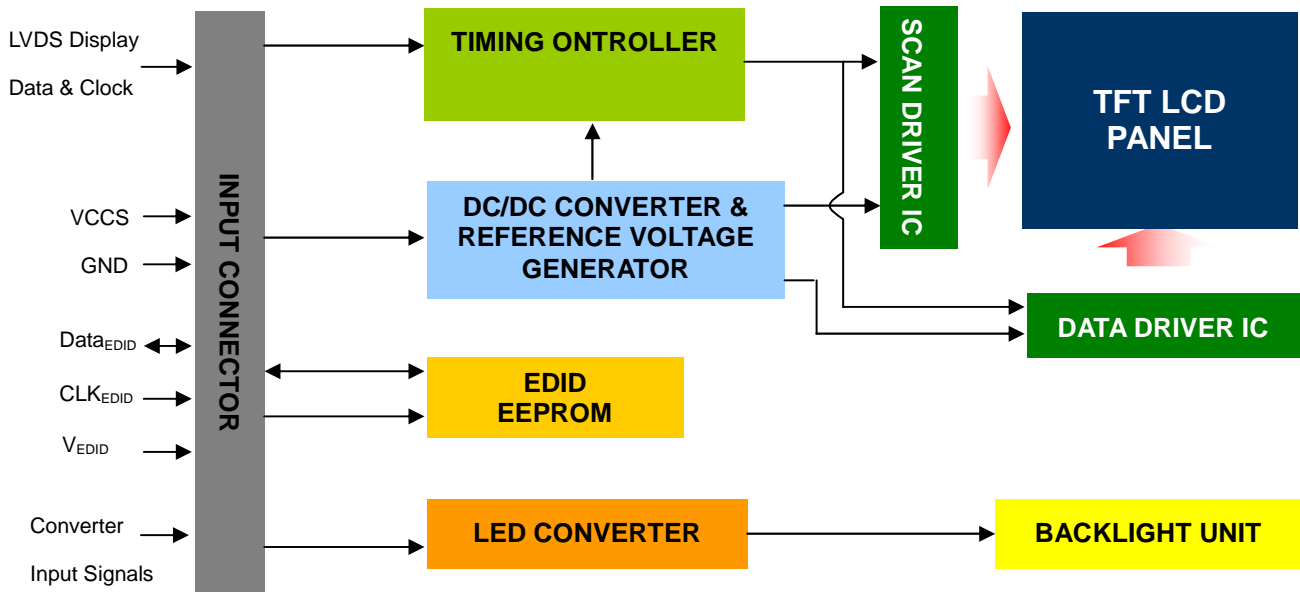 LVDS Display
Data & Clock
VCCS
GND
DataEDID
CLKEDID
VEDID
Converter
Input Signals
INPUT CONNECTOR
TIMING ONTROLLER
DC/DC CONVERTER &
REFERENCE VOLTAGE
GENERATOR
EDID
EEPROM
LED CONVERTER
SCAN DRIVER IC
TFT LCD
PANEL
DATA DRIVER IC
BACKLIGHT UNIT